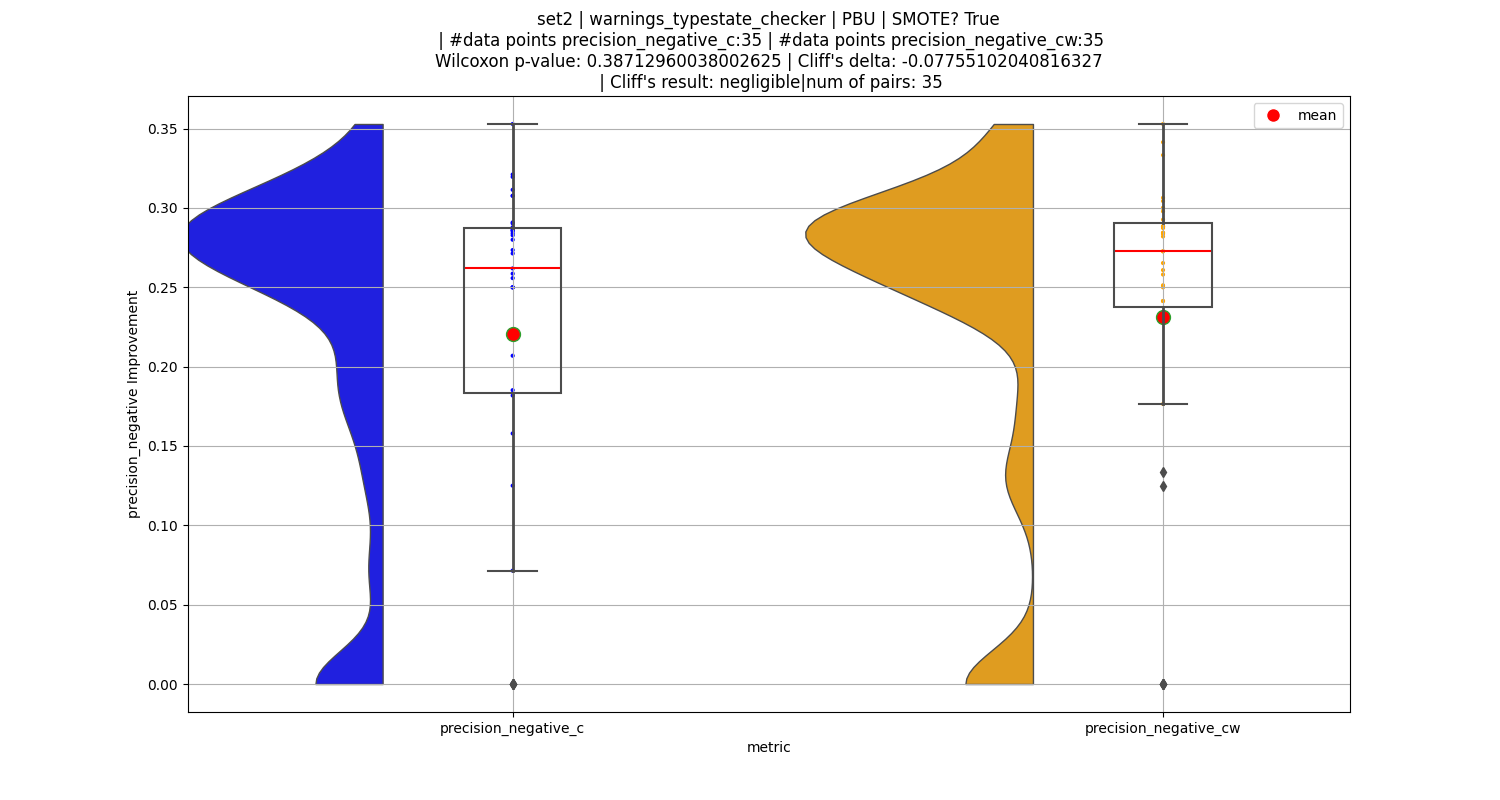 set2 | warnings_typestate_checker | PBU | SMOTE? True
| #data points precision_negative_c:35 | #data points precision_negative_cw:35
Wilcoxon p-value: 0.38712960038002625 | Cliff's delta: -0.07755102040816327
| Cliff's result: negligible|num of pairs: 35
mean
precision_negative Improvement
0.35
0.30
0.25
0.20
0.15
0.10
0.05
0.00
precision_negative_c
precision_negative_cw
metric